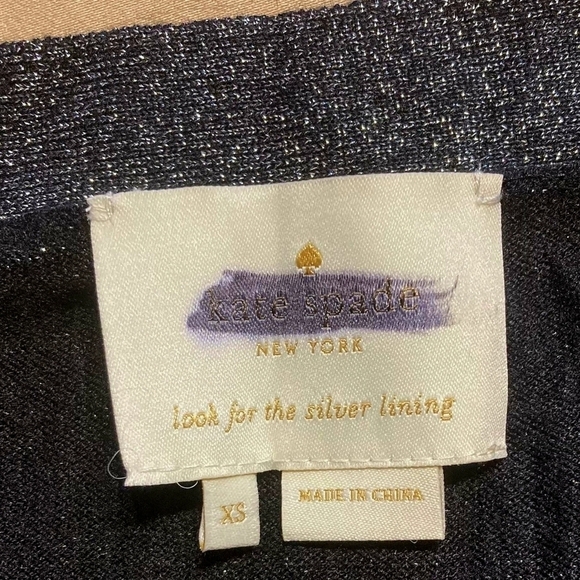 kate spade
NEW YORK
look for the silver lining
XS
MADE IN CHINA